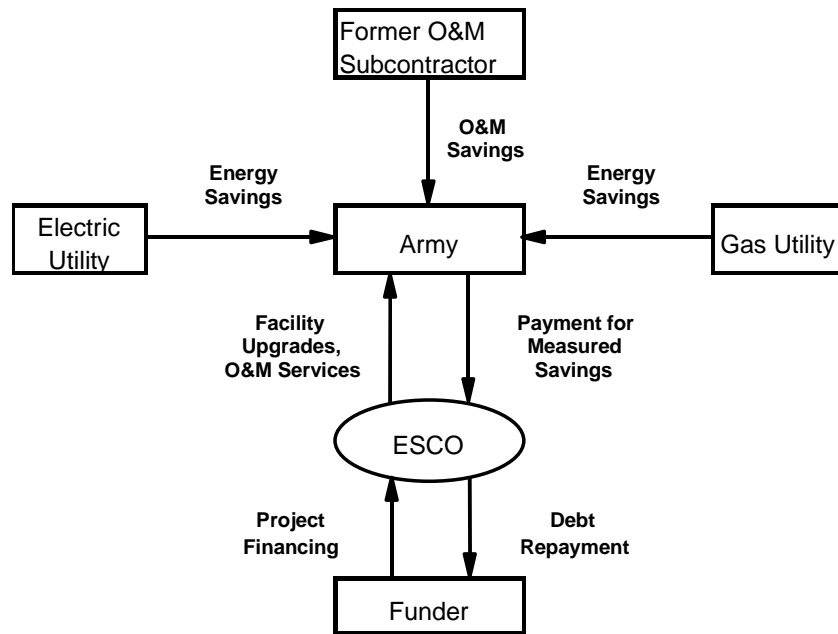 Former O&M
Subcontractor
O&M
Savings
Energy
Savings
Energy
Savings
Electric
Utility
Army
Gas Utility
Facility
Upgrades,
O&M Services
Payment for
Measured
Savings
ESCO
Project
Financing
Debt
Repayment
Funder